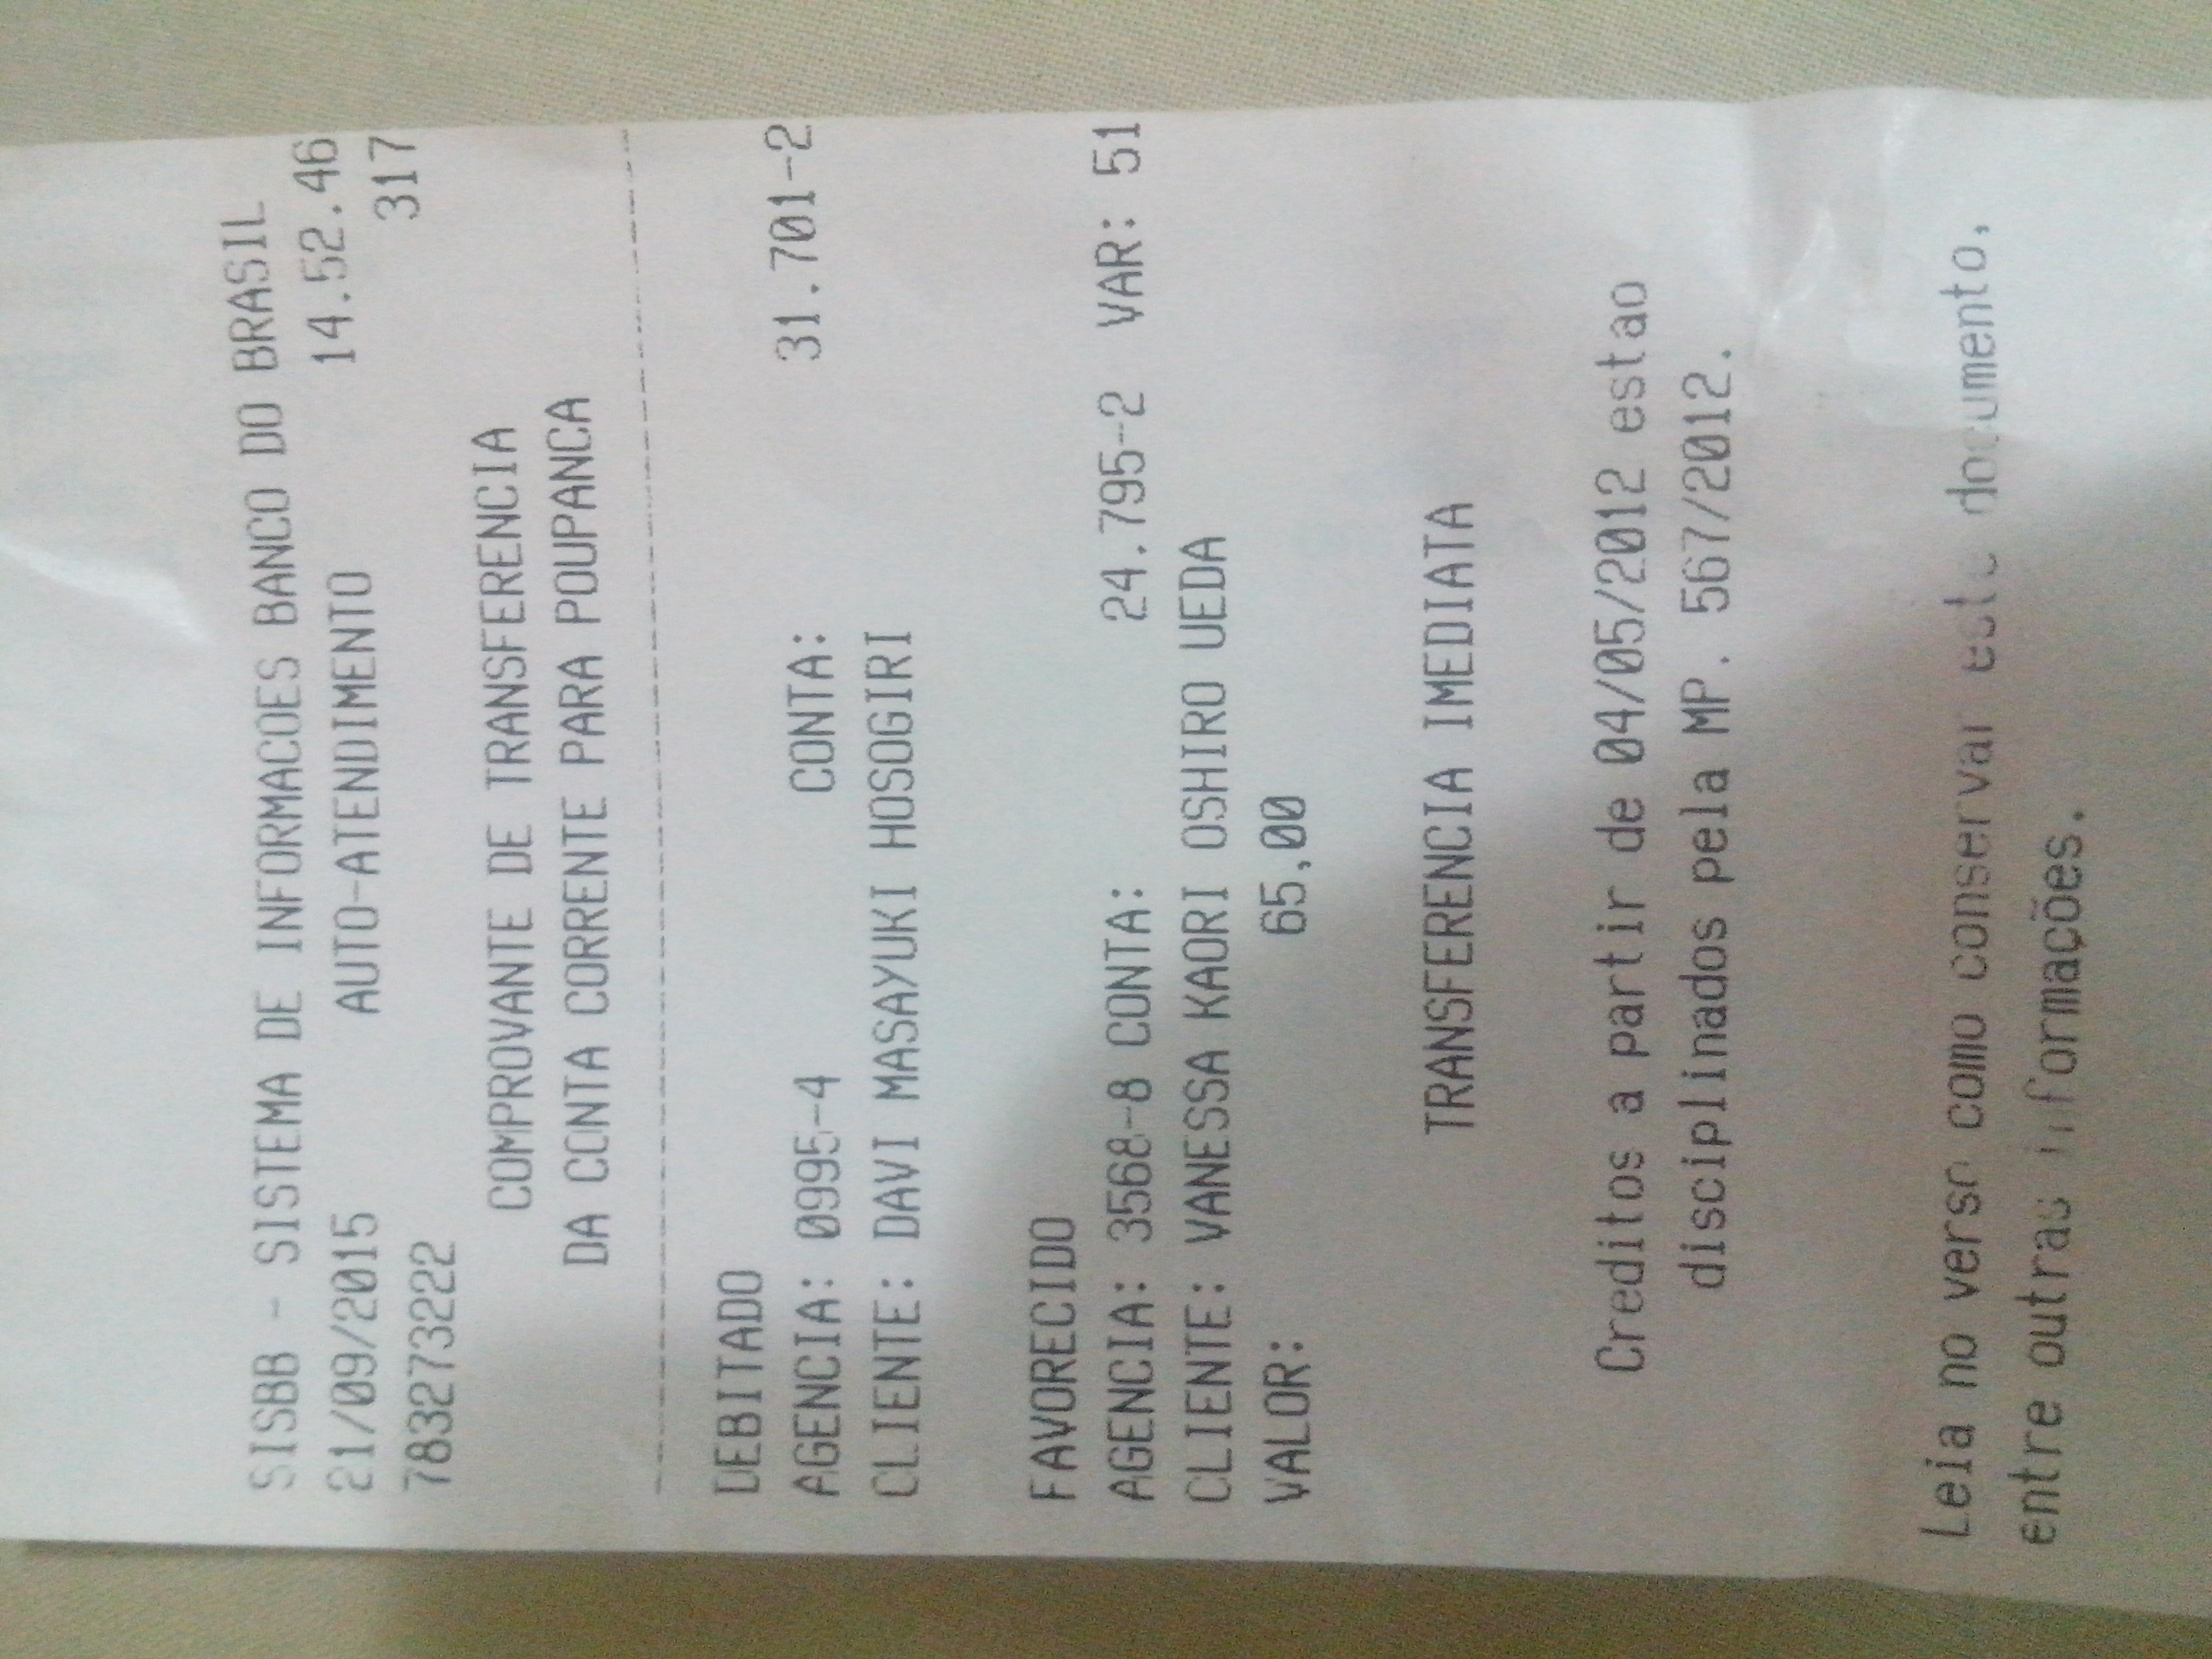 SISBB - SISTEMA DE INFORMACOES BANCO DO BRASIL
21/09/2015 AUTO-ATENDIMENTO 14.52.46
783273222 317
COMPROVANTE DE TRANSFERENCIA
DA CONTA CORRENTE PARA POUPANCA
DEBITADO
AGENCIA: 0995-4 CONTA: 31.701-2
CLIENTE: DAVI MASAYUKI HOSOGIRI
FAVORECIDO
AGENCIA: 3568-8 CONTA: 24.795-2 VAR: 51
CLIENTE: VANESSA KAORI OSHIRO UEDA
VALOR: 65,00
TRANSFERENCIA IMEDIATA
Creditos a partir de 04/05/2012 estao
disciplinados pela MP. 567/2012.
Leia no verso como conservar este documento,
entre outras informações.